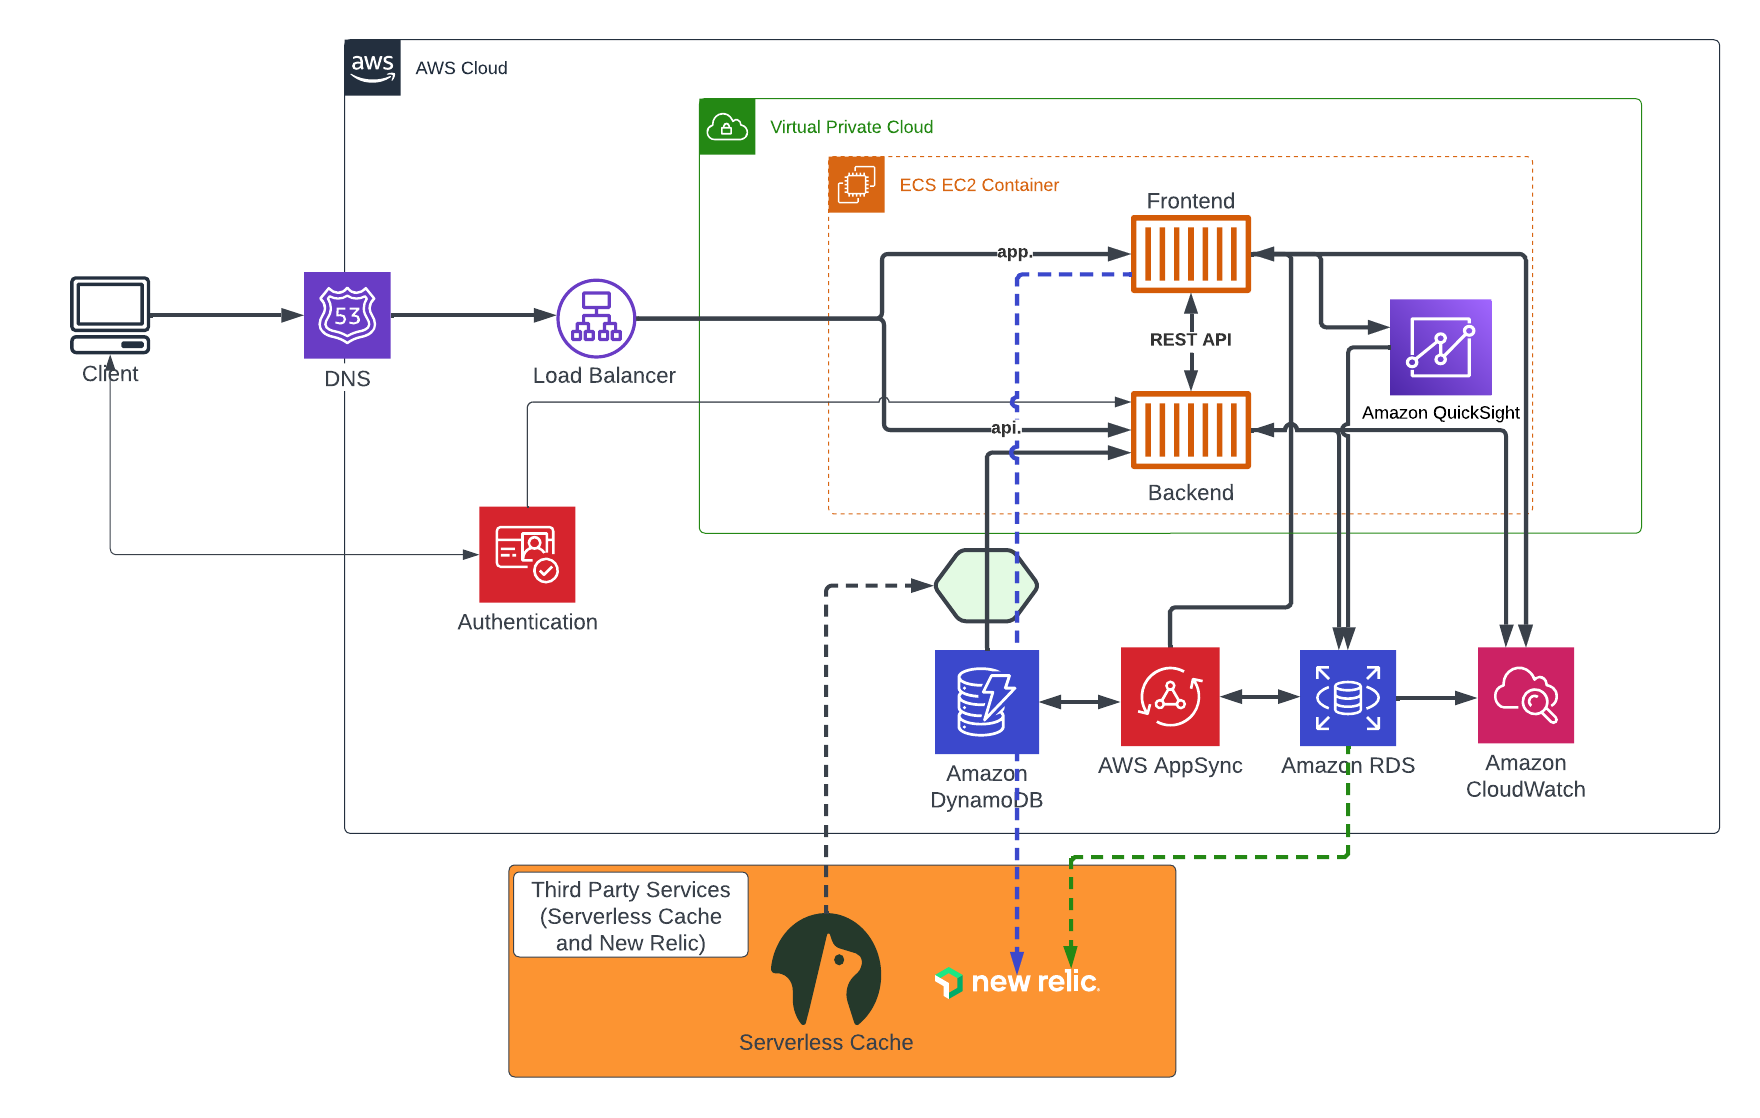 aws
AWS Cloud
Virtual Private Cloud
ECS EC2 Container
Frontend
app.
53
Client
DNS
Load Balancer
REST API
Amazon QuickSight
api.
Backend
Authentication
Amazon
DynamoDB
AWS AppSync
Amazon RDS
Amazon
CloudWatch
Third Party Services
(Serverless Cache
and New Relic)
new relic.
Serverless Cache